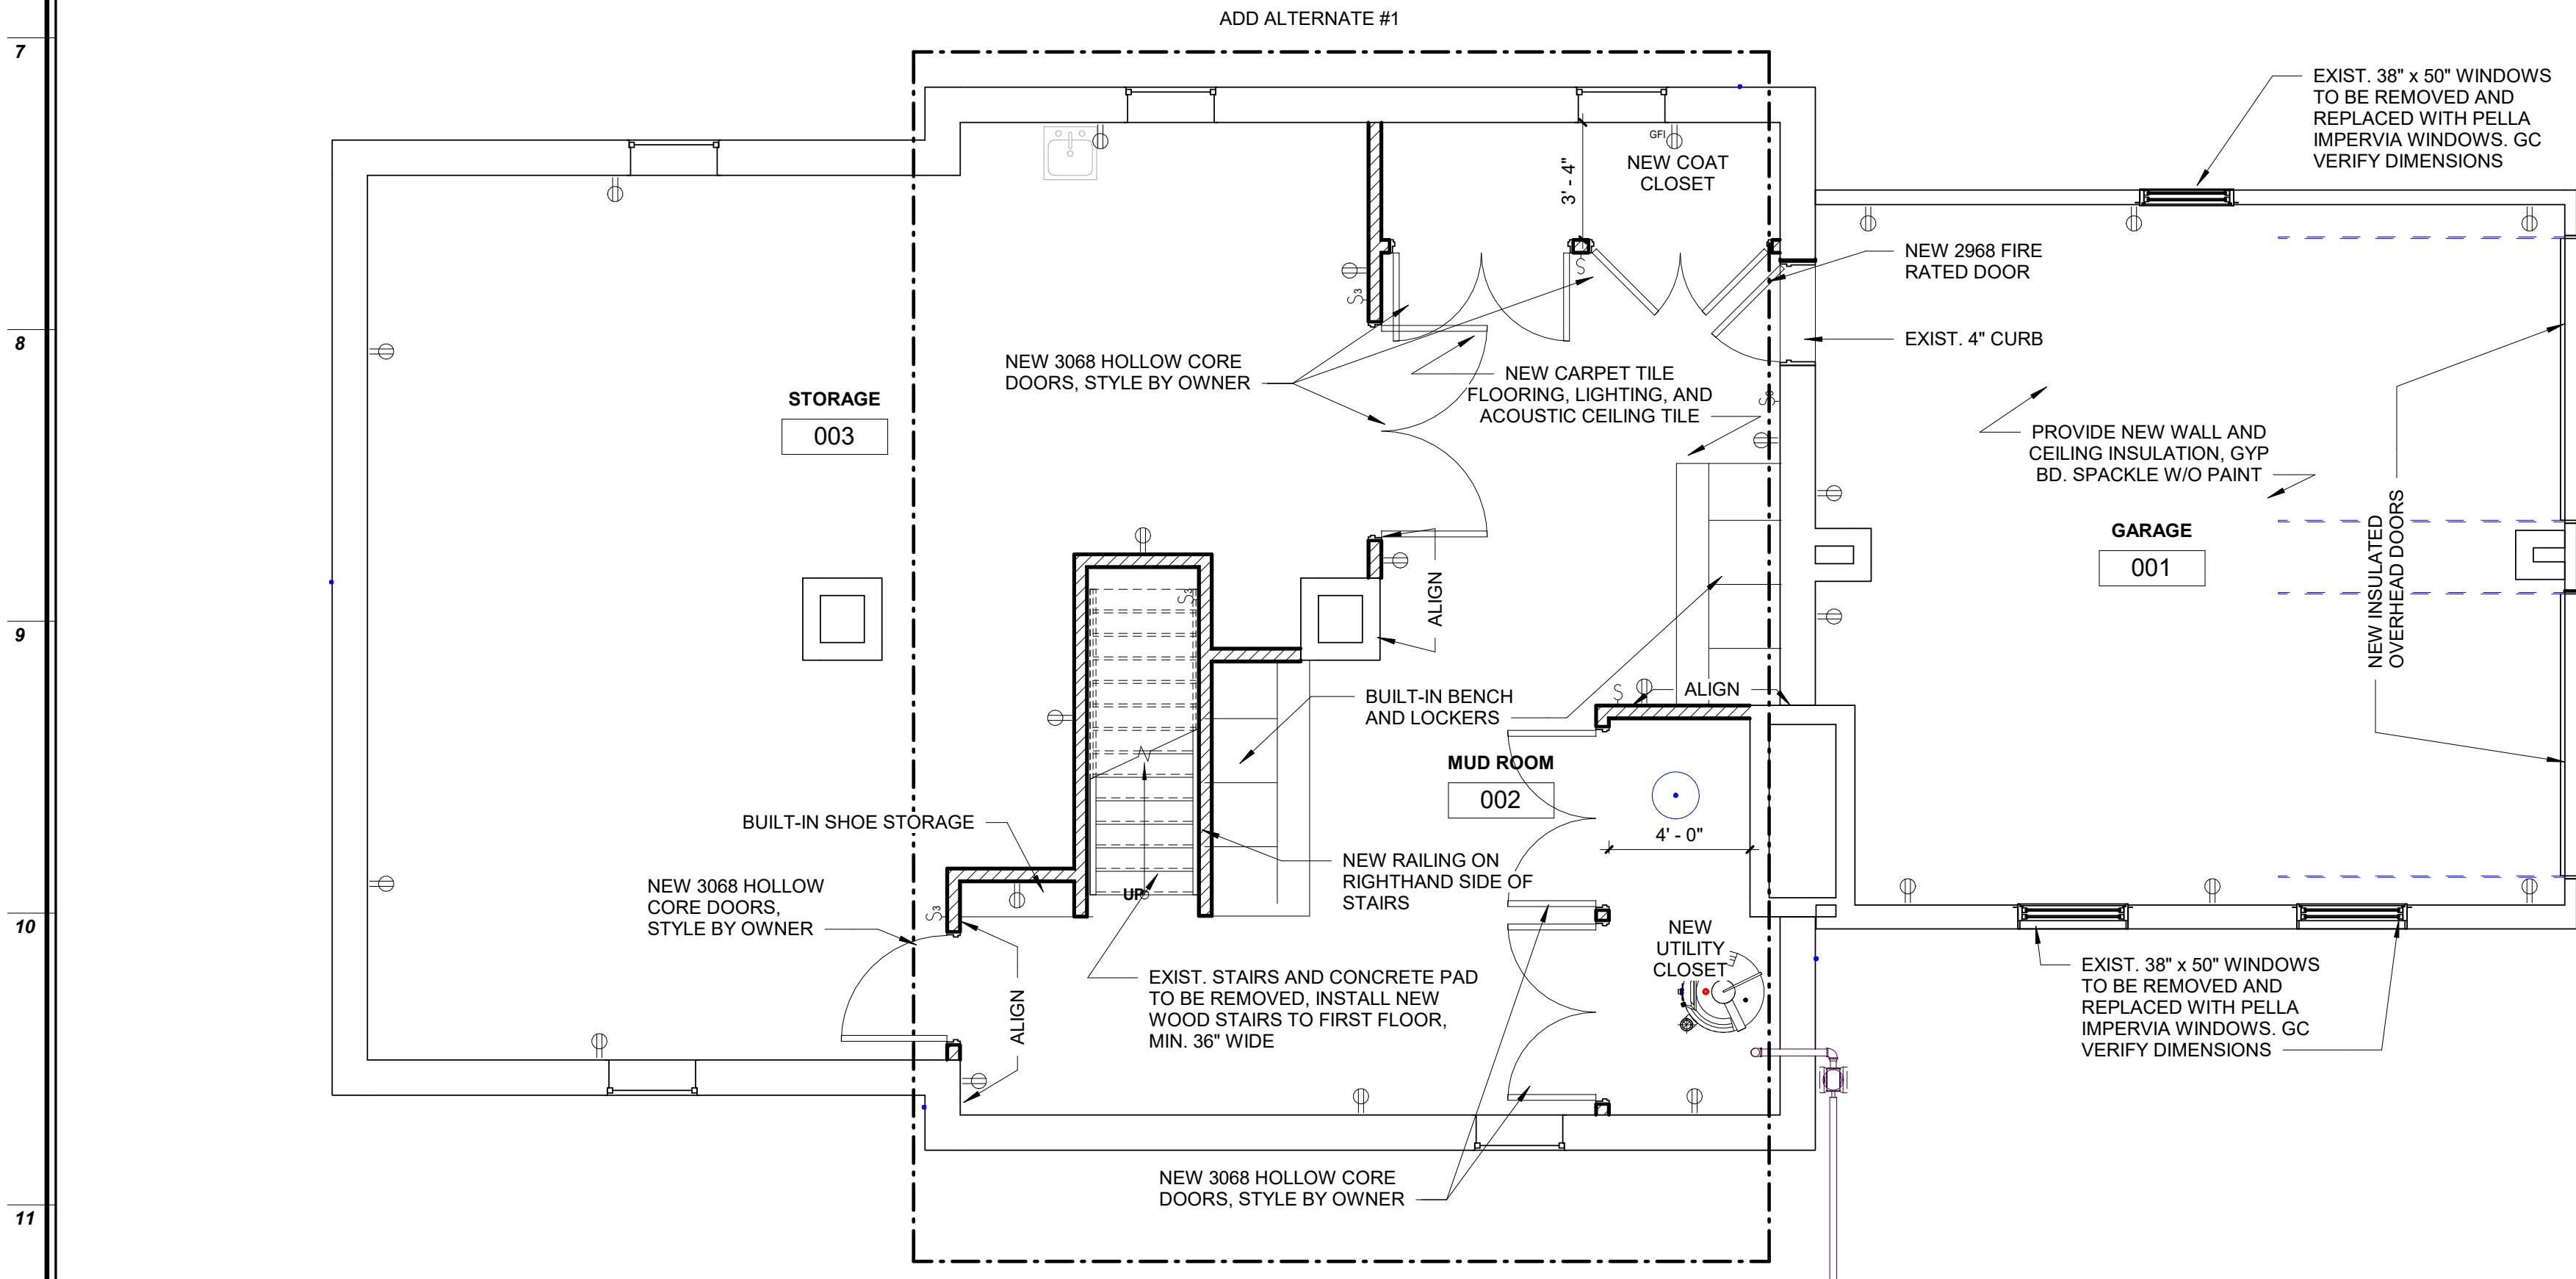 ADD ALTERNATE #1
7
EXIST. 38" x 50" WINDOWS
TO BE REMOVED AND
REPLACED WITH PELLA
IMPERVIA WINDOWS. GC
VERIFY DIMENSIONS
GFI
NEW COAT
CLOSET
3' - 4"
NEW 2968 FIRE
RATED DOOR
S
S3
8
EXIST. 4" CURB
NEW 3068 HOLLOW CORE
DOORS, STYLE BY OWNER
NEW CARPET TILE
FLOORING, LIGHTING, AND
ACOUSTIC CEILING TILE
S3
STORAGE
003
PROVIDE NEW WALL AND
CEILING INSULATION, GYP
BD. SPACKLE W/O PAINT
GARAGE
001
NEW INSULATED
OVERHEAD DOORS
ALIGN
S3
9
BUILT-IN BENCH
AND LOCKERS
S
ALIGN
MUD ROOM
002
4' - 0"
BUILT-IN SHOE STORAGE
NEW RAILING ON
RIGHTHAND SIDE OF
STAIRS
UP
NEW 3068 HOLLOW
CORE DOORS,
STYLE BY OWNER
S3
10
NEW
UTILITY
CLOSET
ALIGN
EXIST. STAIRS AND CONCRETE PAD
TO BE REMOVED, INSTALL NEW
WOOD STAIRS TO FIRST FLOOR,
MIN. 36" WIDE
EXIST. 38" x 50" WINDOWS
TO BE REMOVED AND
REPLACED WITH PELLA
IMPERVIA WINDOWS. GC
VERIFY DIMENSIONS
NEW 3068 HOLLOW CORE
DOORS, STYLE BY OWNER
11